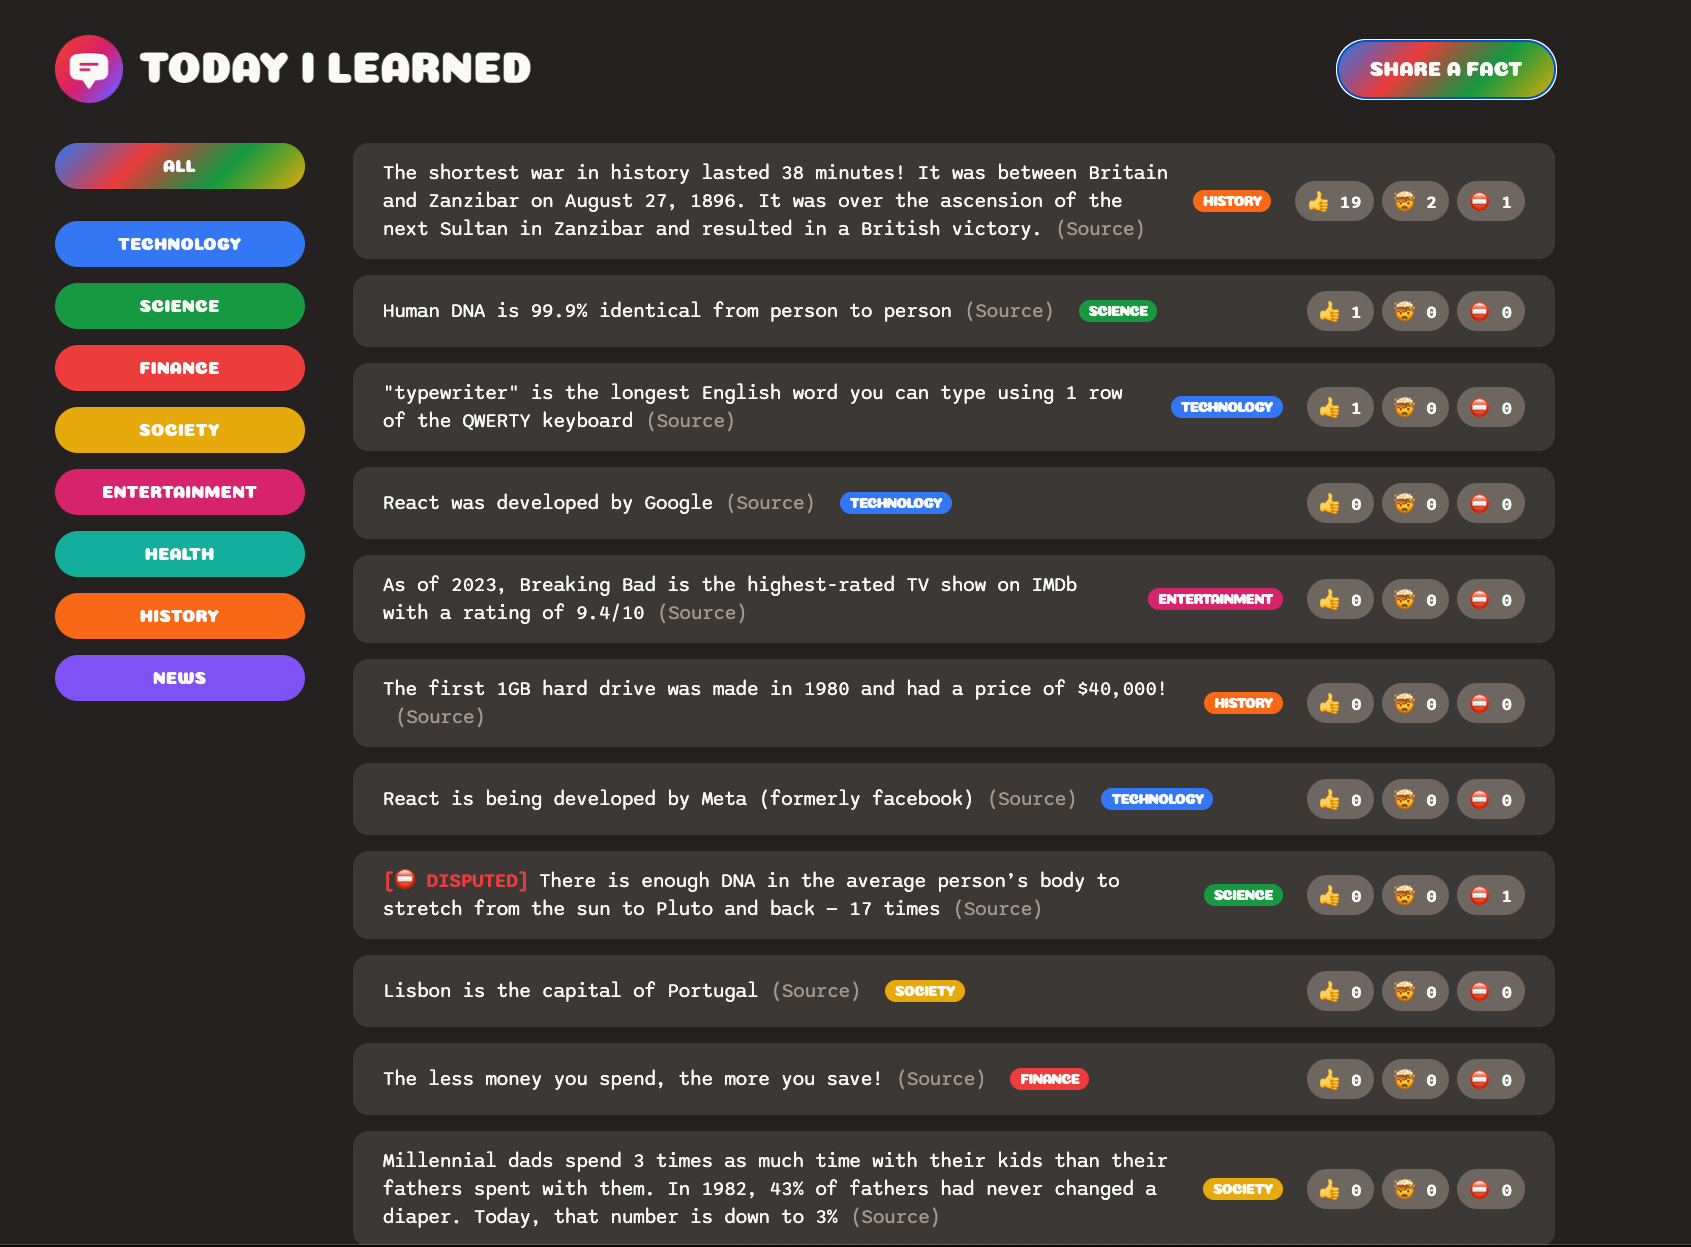 TODAY I LEARNED
SHARE A FACT
ALL
TECHNOLOGY
SCIENCE
FINANCE
SOCIETY
ENTERTAINMENT
HEALTH
HISTORY
NEWS
The shortest war in history lasted 38 minutes! It was between Britain
and Zanzibar on August 27, 1896. It was over the ascension of the
next Sultan in Zanzibar and resulted in a British victory. (Source)
HISTORY
👍 19 🤯 2 ⛔ 1
Human DNA is 99.9% identical from person to person (Source) SCIENCE 👍 1 🤯 0 ⛔ 0
"typewriter" is the longest English word you can type using 1 row
of the QWERTY keyboard (Source)
TECHNOLOGY
👍 1 🤯 0 ⛔ 0
React was developed by Google (Source) TECHNOLOGY 👍 0 🤯 0 ⛔ 0
As of 2023, Breaking Bad is the highest-rated TV show on IMDb
with a rating of 9.4/10 (Source)
ENTERTAINMENT
👍 0 🤯 0 ⛔ 0
The first 1GB hard drive was made in 1980 and had a price of $40,000!
(Source)
HISTORY
👍 0 🤯 0 ⛔ 0
React is being developed by Meta (formerly facebook) (Source) TECHNOLOGY 👍 0 🤯 0 ⛔ 0
[⛔ DISPUTED] There is enough DNA in the average person’s body to
stretch from the sun to Pluto and back — 17 times (Source)
SCIENCE
👍 0 🤯 0 ⛔ 1
Lisbon is the capital of Portugal (Source) SOCIETY 👍 0 🤯 0 ⛔ 0
The less money you spend, the more you save! (Source) FINANCE 👍 0 🤯 0 ⛔ 0
Millennial dads spend 3 times as much time with their kids than their
fathers spent with them. In 1982, 43% of fathers had never changed a
diaper. Today, that number is down to 3% (Source)
SOCIETY
👍 0 🤯 0 ⛔ 0